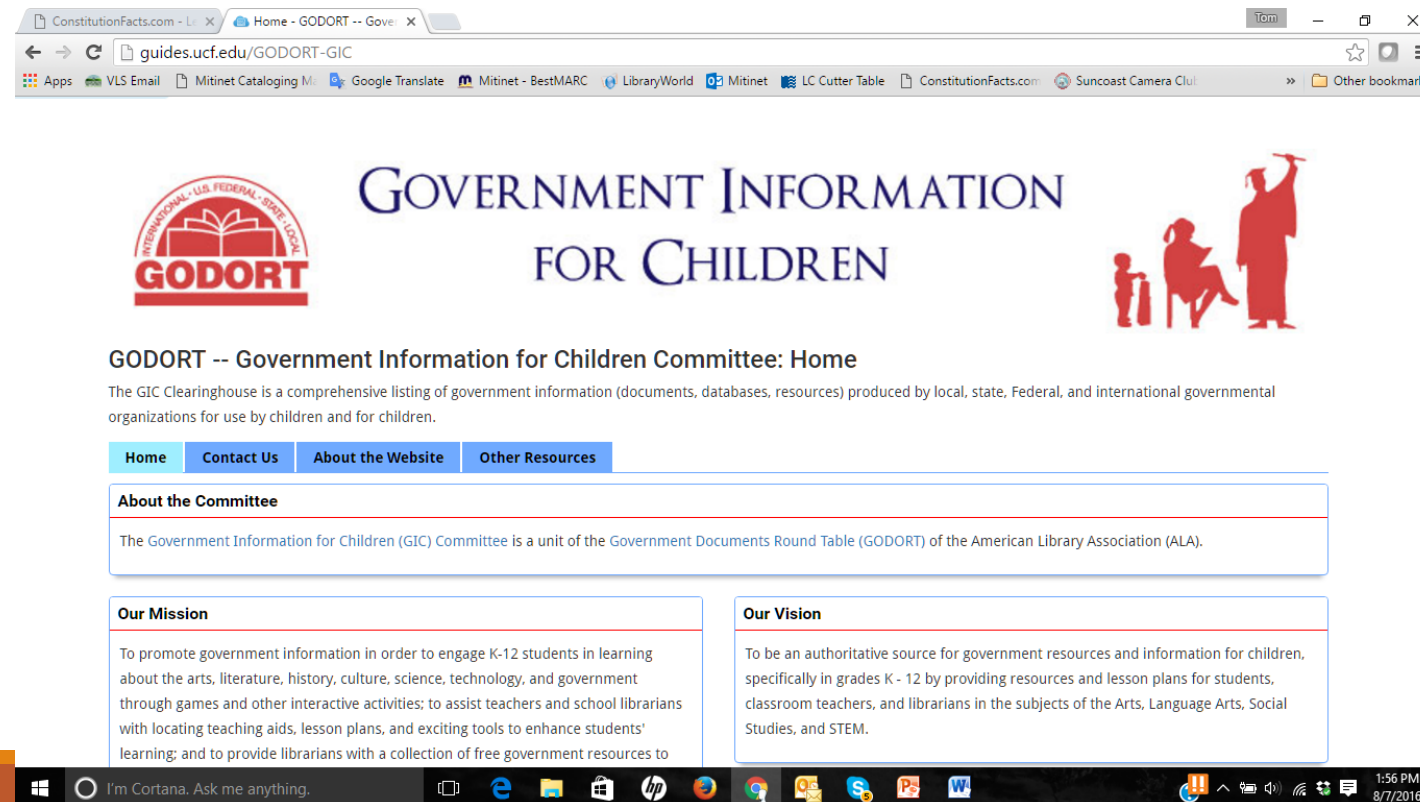 ConstitutionFacts.com - L
Home - GODORT -- Gover
Tom
guides.ucf.edu/GODORT-GIC
Apps VLS Email Mitinet Cataloging Ma Google Translate Mitinet - BestMARC LibraryWorld Mitinet LC Cutter Table ConstitutionFacts.com Suncoast Camera Clu » Other bookmark
INTERNATIONAL · U.S. FEDERAL · STATE · LOCAL
GODORT
GOVERNMENT INFORMATION
FOR CHILDREN
GODORT -- Government Information for Children Committee: Home
The GIC Clearinghouse is a comprehensive listing of government information (documents, databases, resources) produced by local, state, Federal, and international governmental
organizations for use by children and for children.
Home Contact Us About the Website Other Resources
About the Committee
The Government Information for Children (GIC) Committee is a unit of the Government Documents Round Table (GODORT) of the American Library Association (ALA).
Our Mission
To promote government information in order to engage K-12 students in learning
about the arts, literature, history, culture, science, technology, and government
through games and other interactive activities; to assist teachers and school librarians
with locating teaching aids, lesson plans, and exciting tools to enhance students'
learning; and to provide librarians with a collection of free government resources to
Our Vision
To be an authoritative source for government resources and information for children,
specifically in grades K - 12 by providing resources and lesson plans for students,
classroom teachers, and librarians in the subjects of the Arts, Language Arts, Social
Studies, and STEM.
I'm Cortana. Ask me anything.
1:56 PM
8/7/2016